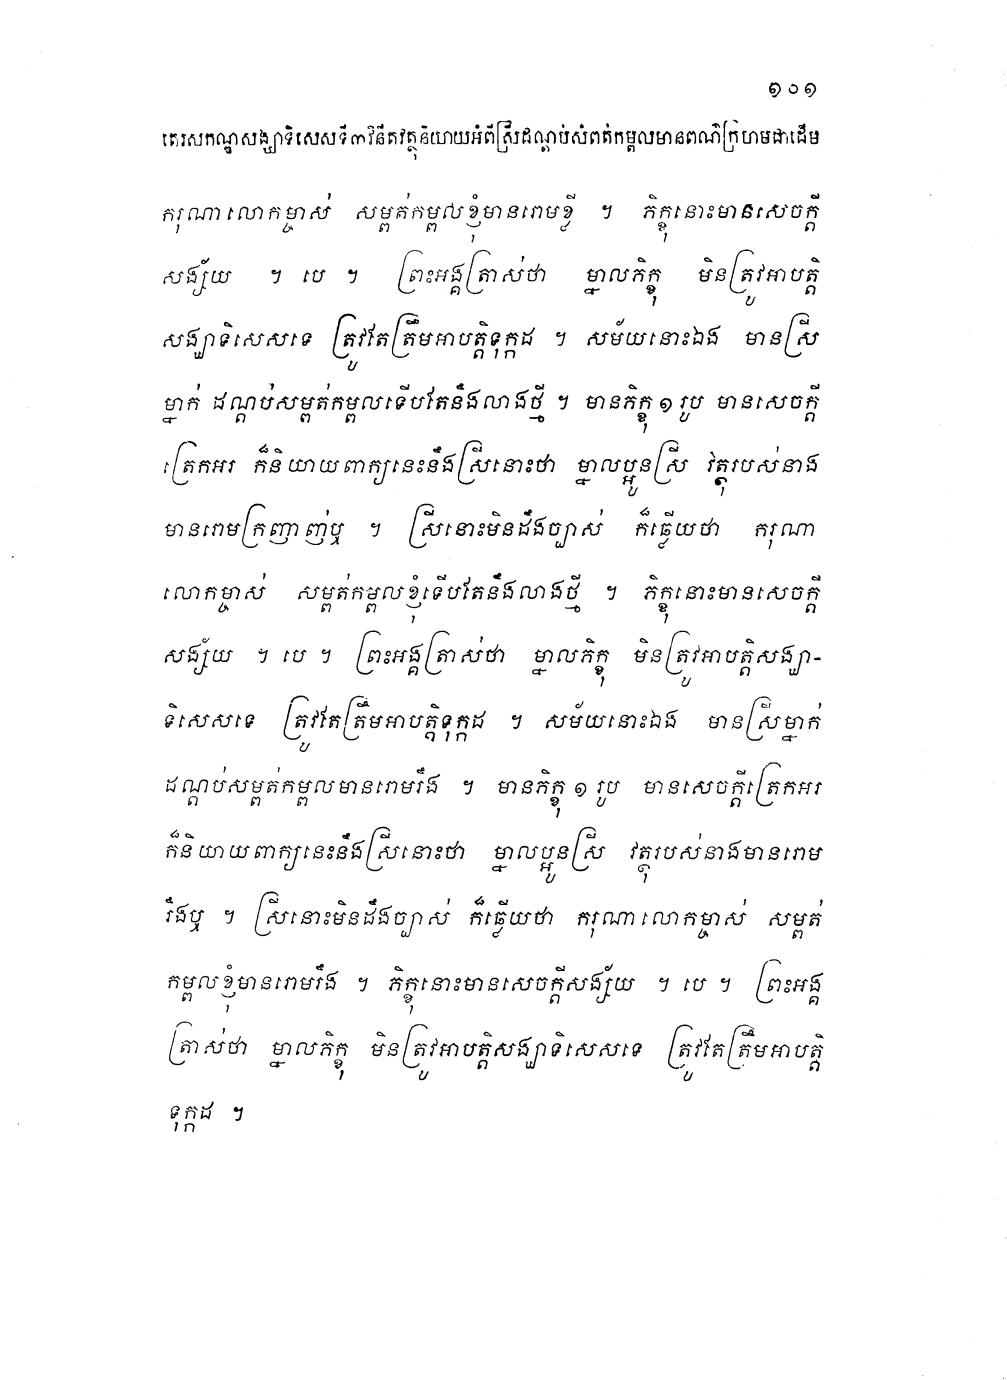 ១០១
តេរសកណ្ឌ សង្ឃាទិសេសទី៣ វិនីតវត្ថុ និយាយអំពីស្រីដណ្តប់សំពត់កម្ពលមានពណ៌ក្រហមជាដើម
ករុណាលោកម្ចាស់ សម្ពត់កម្ពលខ្ញុំមានរោមខ្លី ។ ភិក្ខុនោះមានសេចក្តី
សង្ស័យ ។ បេ ។ ព្រះអង្គត្រាស់ថា ម្នាលភិក្ខុ មិនត្រូវអាបត្តិ
សង្ឃាទិសេសទេ ត្រូវតែត្រឹមអាបត្តិទុក្កដ ។ សម័យនោះឯង មានស្រី
ម្នាក់ ដណ្តប់សម្ពត់កម្ពលទើបតែនឹងលាងថ្មី ។ មានភិក្ខុ ១ រូប មានសេចក្តី
ត្រេកអរ ក៏និយាយពាក្យនេះនឹងស្រីនោះថា ម្នាលប្អូនស្រី វត្ថុរបស់នាង
មានរោមក្រញាញ់ឬ ។ ស្រីនោះមិនដឹងច្បាស់ ក៏ឆ្លើយថា ករុណា
លោកម្ចាស់ សម្ពត់កម្ពលខ្ញុំទើបតែនឹងលាងថ្មី ។ ភិក្ខុនោះមានសេចក្តី
សង្ស័យ ។ បេ ។ ព្រះអង្គត្រាស់ថា ម្នាលភិក្ខុ មិនត្រូវអាបត្តិសង្ឃា-
ទិសេសទេ ត្រូវតែត្រឹមអាបត្តិទុក្កដ ។ សម័យនោះឯង មានស្រីម្នាក់
ដណ្តប់សម្ពត់កម្ពលមានរោមរឹង ។ មានភិក្ខុ ១ រូប មានសេចក្តីត្រេកអរ
ក៏និយាយពាក្យនេះនឹងស្រីនោះថា ម្នាលប្អូនស្រី វត្ថុរបស់នាងមានរោម
រឹងឬ ។ ស្រីនោះមិនដឹងច្បាស់ ក៏ឆ្លើយថា ករុណាលោកម្ចាស់ សម្ពត់
កម្ពលខ្ញុំមានរោមរឹង ។ ភិក្ខុនោះមានសេចក្តីសង្ស័យ ។ បេ ។ ព្រះអង្គ
ត្រាស់ថា ម្នាលភិក្ខុ មិនត្រូវអាបត្តិសង្ឃាទិសេសទេ ត្រូវតែត្រឹមអាបត្តិ
ទុក្កដ ។